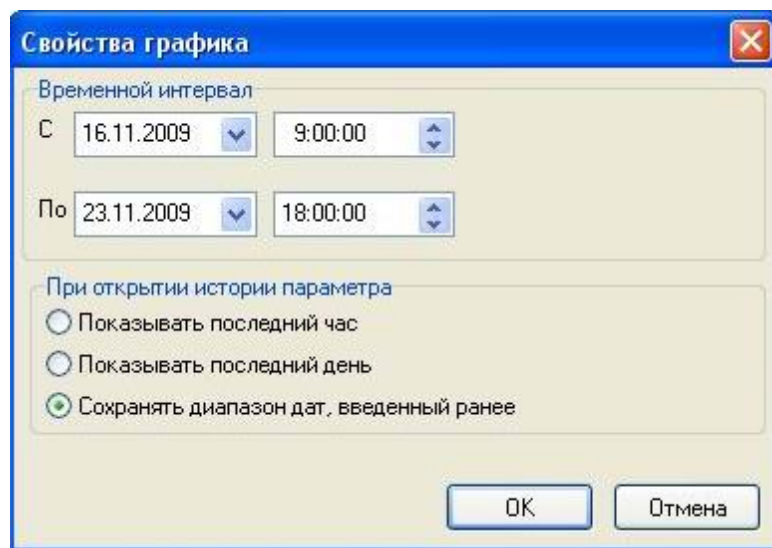 Свойства графика
Временной интервал
С 16.11.2009 9:00:00
По 23.11.2009 18:00:00
При открытии истории параметра
Показывать последний час
Показывать последний день
Сохранять диапазон дат, введенный ранее
OK Отмена